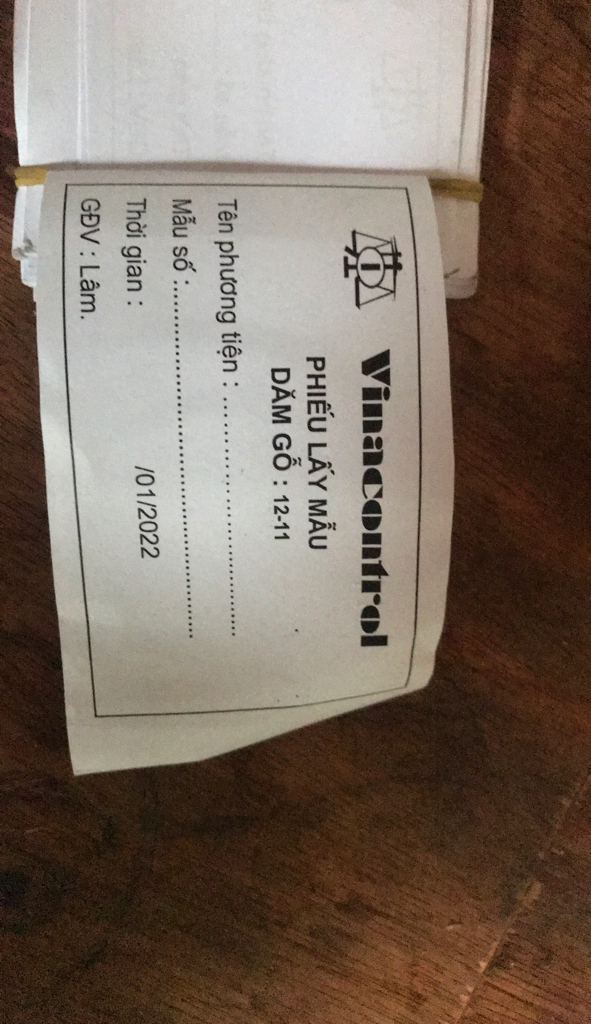 Vinacontrol
PHIẾU LẤY MẪU
DĂM GỖ : 12-11
Tên phương tiện : ....................................
Mẫu số : ............................................................
Thời gian : /01/2022
GĐV : Lâm.